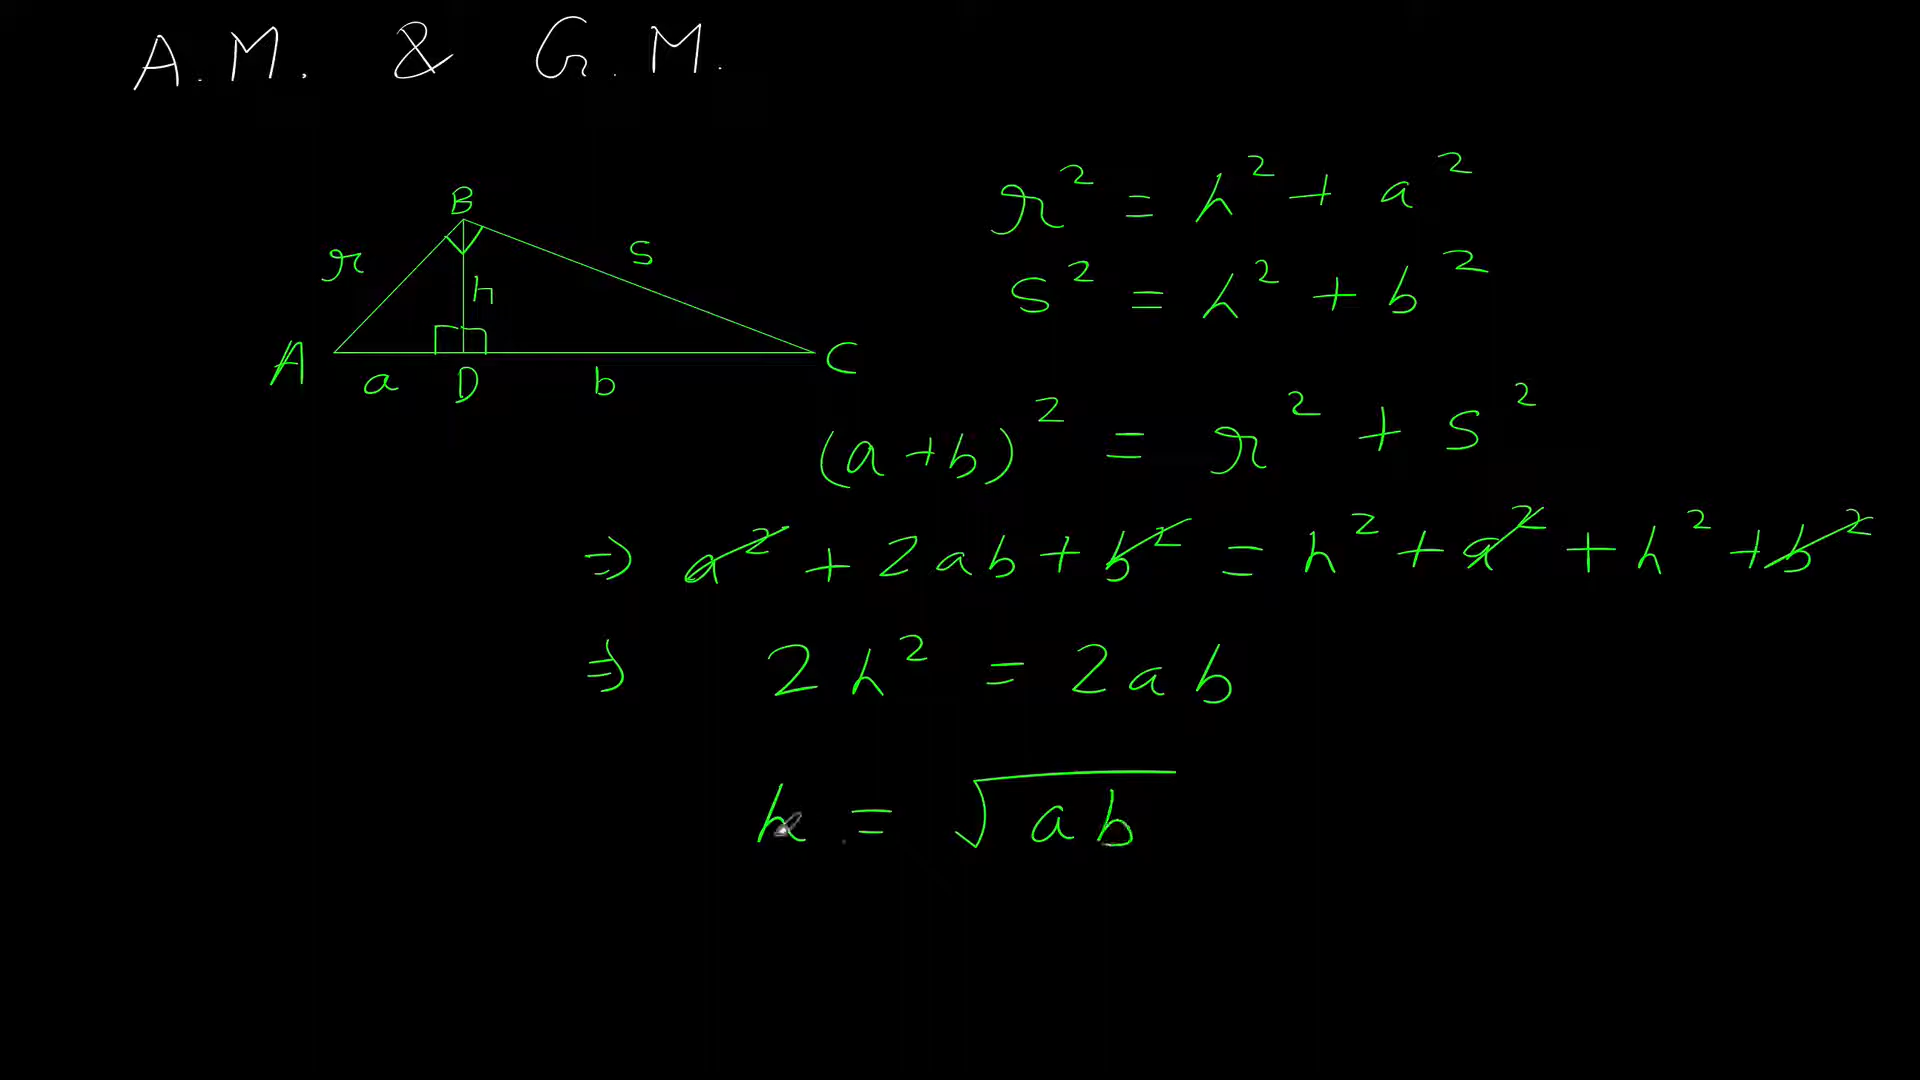 A.M. & G.M.
B
r
s
h
A
a
D
b
C
r² = h² + a²
s² = h² + b²
(a+b)² = r² + s²
⇒ a² + 2ab + b² = h² + a² + h² + b²
⇒ 2h² = 2ab
h = √ab